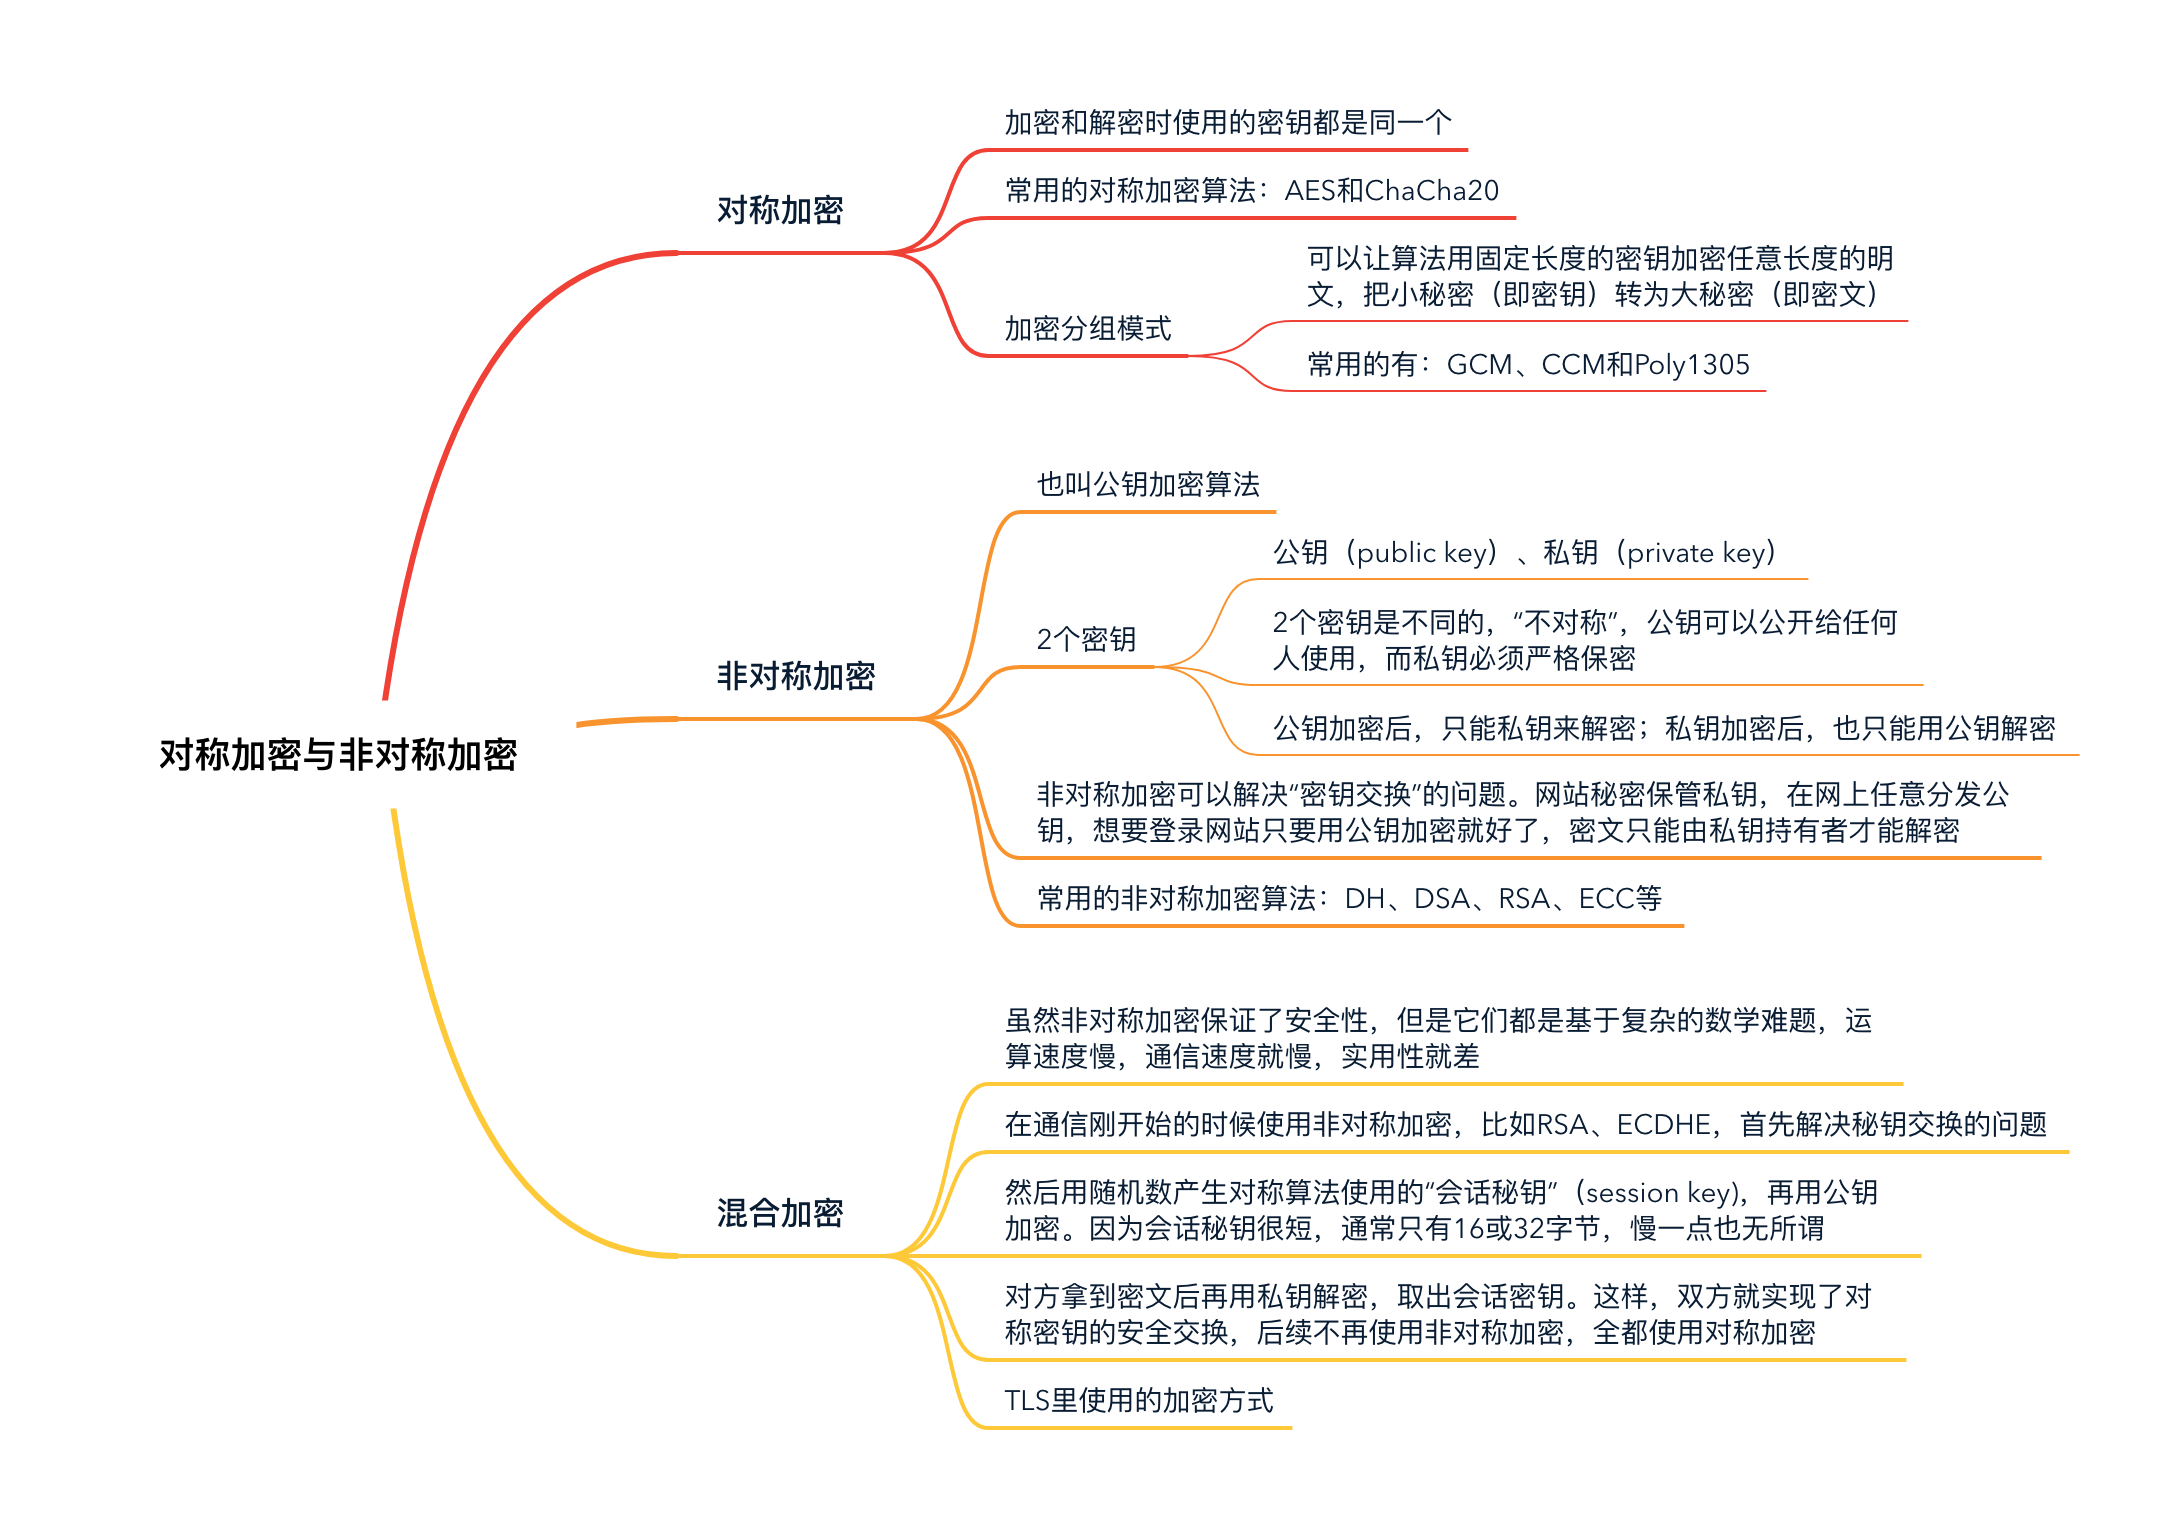 对称加密与非对称加密
对称加密
加密和解密时使用的密钥都是同一个
常用的对称加密算法：AES和ChaCha20
加密分组模式
可以让算法用固定长度的密钥加密任意长度的明
文，把小秘密（即密钥）转为大秘密（即密文）
常用的有：GCM、CCM和Poly1305
非对称加密
也叫公钥加密算法
2个密钥
公钥（public key）、私钥（private key）
2个密钥是不同的，“不对称”，公钥可以公开给任何
人使用，而私钥必须严格保密
公钥加密后，只能私钥来解密；私钥加密后，也只能用公钥解密
非对称加密可以解决“密钥交换”的问题。网站秘密保管私钥，在网上任意分发公
钥，想要登录网站只要用公钥加密就好了，密文只能由私钥持有者才能解密
常用的非对称加密算法：DH、DSA、RSA、ECC等
混合加密
虽然非对称加密保证了安全性，但是它们都是基于复杂的数学难题，运
算速度慢，通信速度就慢，实用性就差
在通信刚开始的时候使用非对称加密，比如RSA、ECDHE，首先解决秘钥交换的问题
然后用随机数产生对称算法使用的“会话秘钥”（session key)，再用公钥
加密。因为会话秘钥很短，通常只有16或32字节，慢一点也无所谓
对方拿到密文后再用私钥解密，取出会话密钥。这样，双方就实现了对
称密钥的安全交换，后续不再使用非对称加密，全都使用对称加密
TLS里使用的加密方式